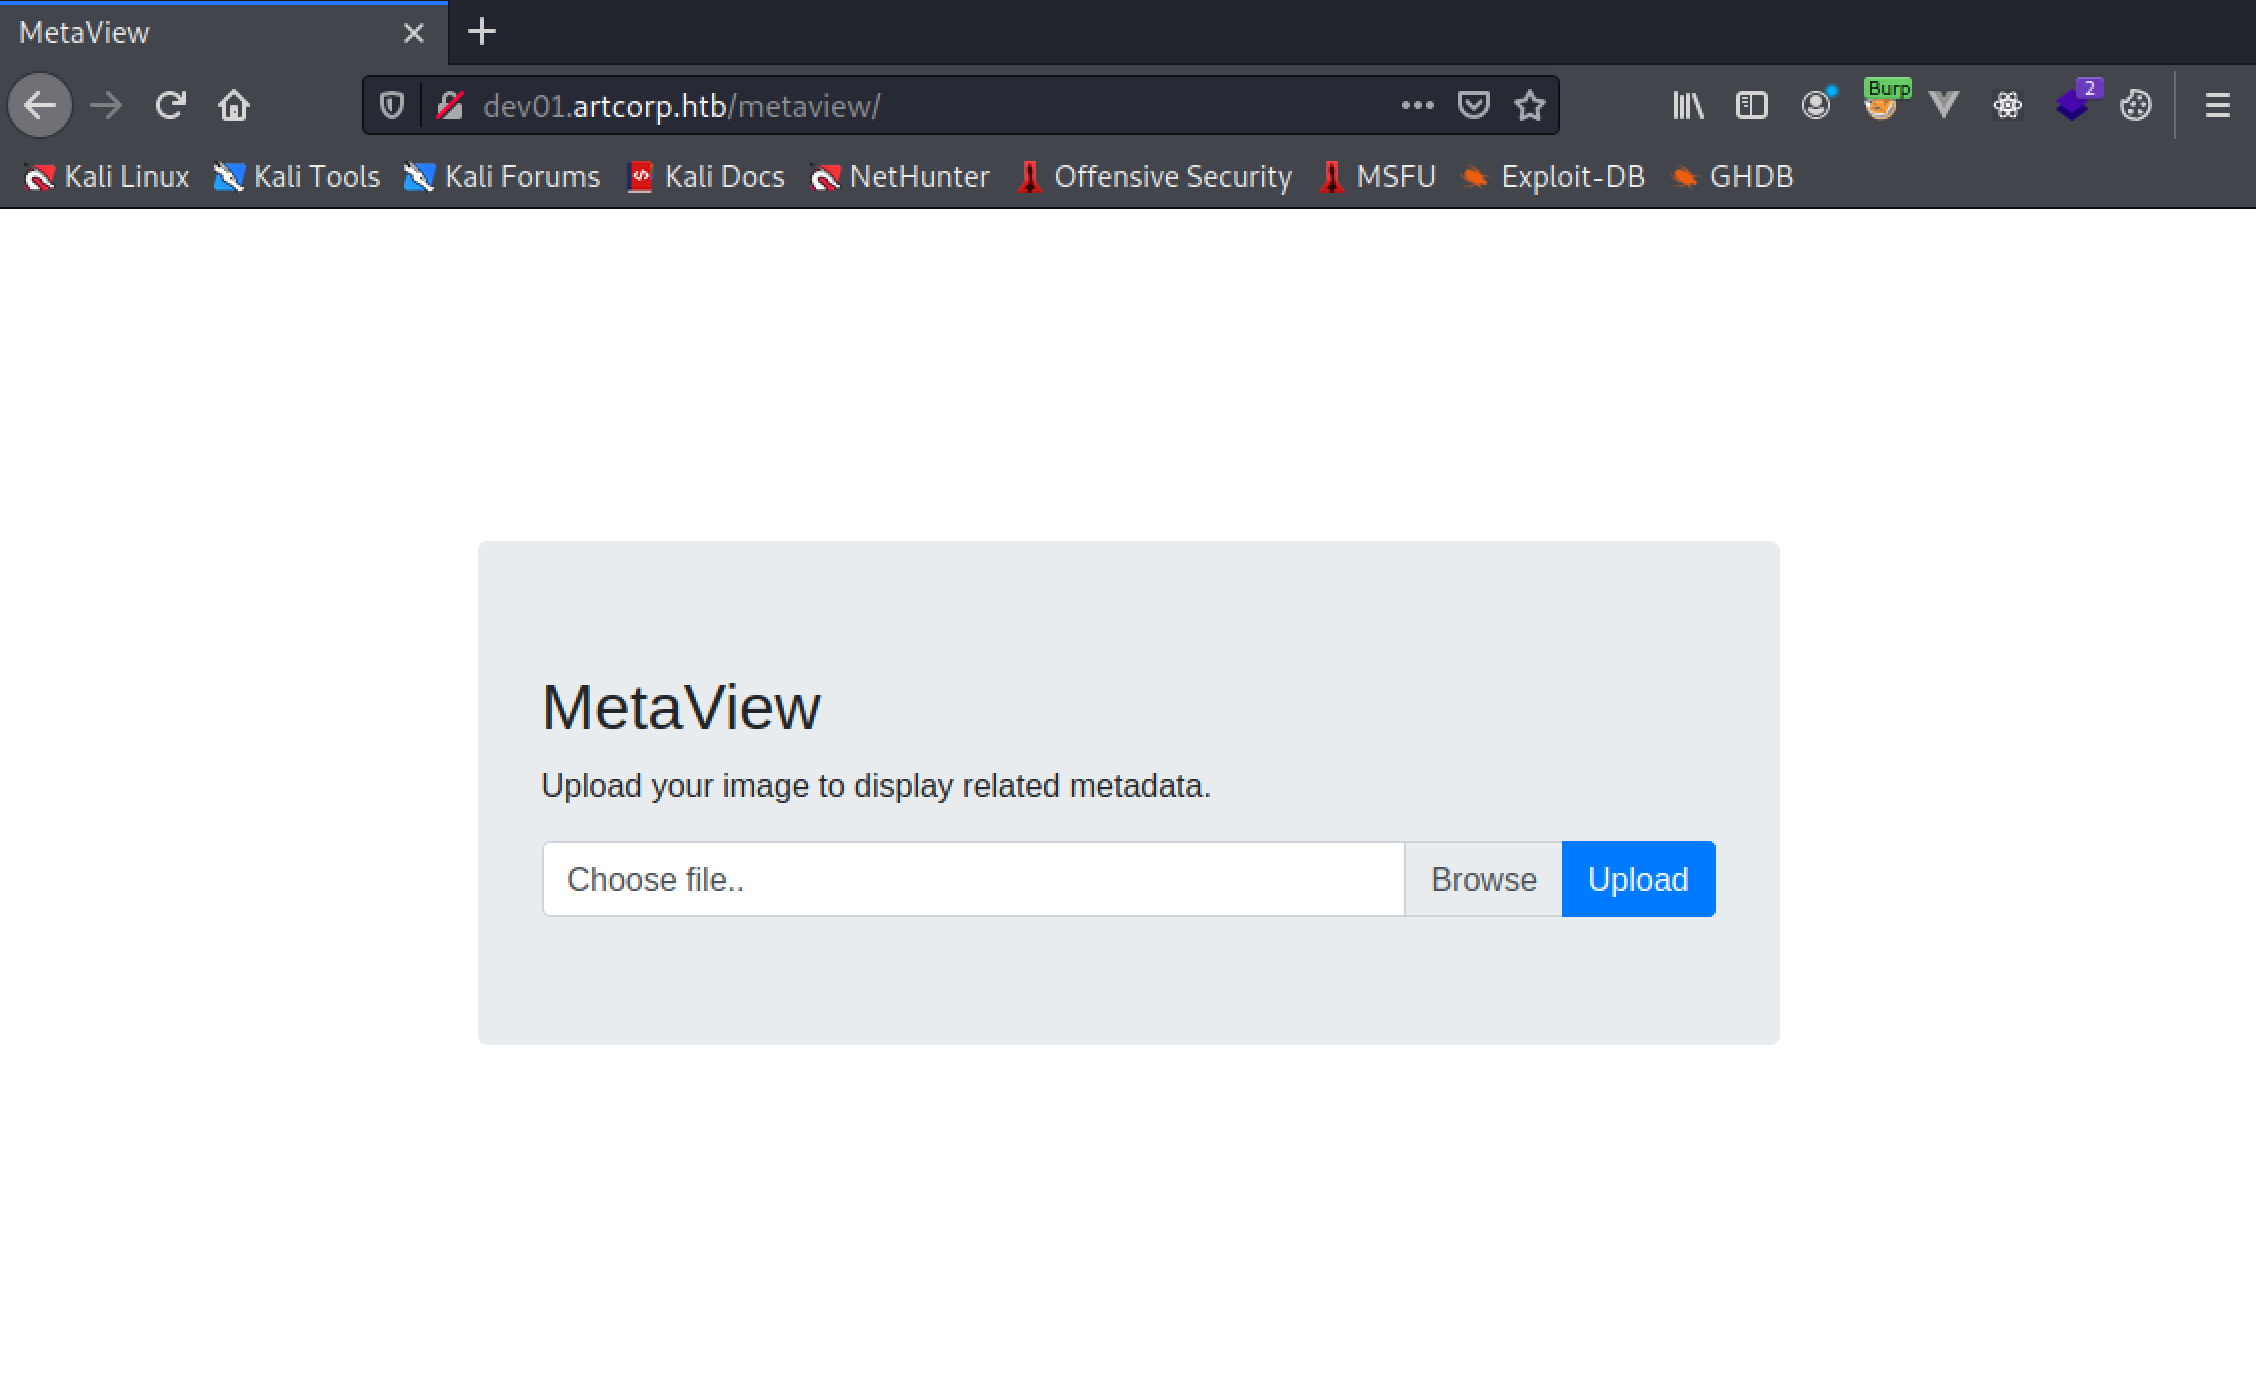 MetaView
dev01.artcorp.htb/metaview/
Burp
2
Kali Linux Kali Tools Kali Forums Kali Docs NetHunter Offensive Security MSFU Exploit-DB GHDB
MetaView
Upload your image to display related metadata.
Choose file.. Browse Upload